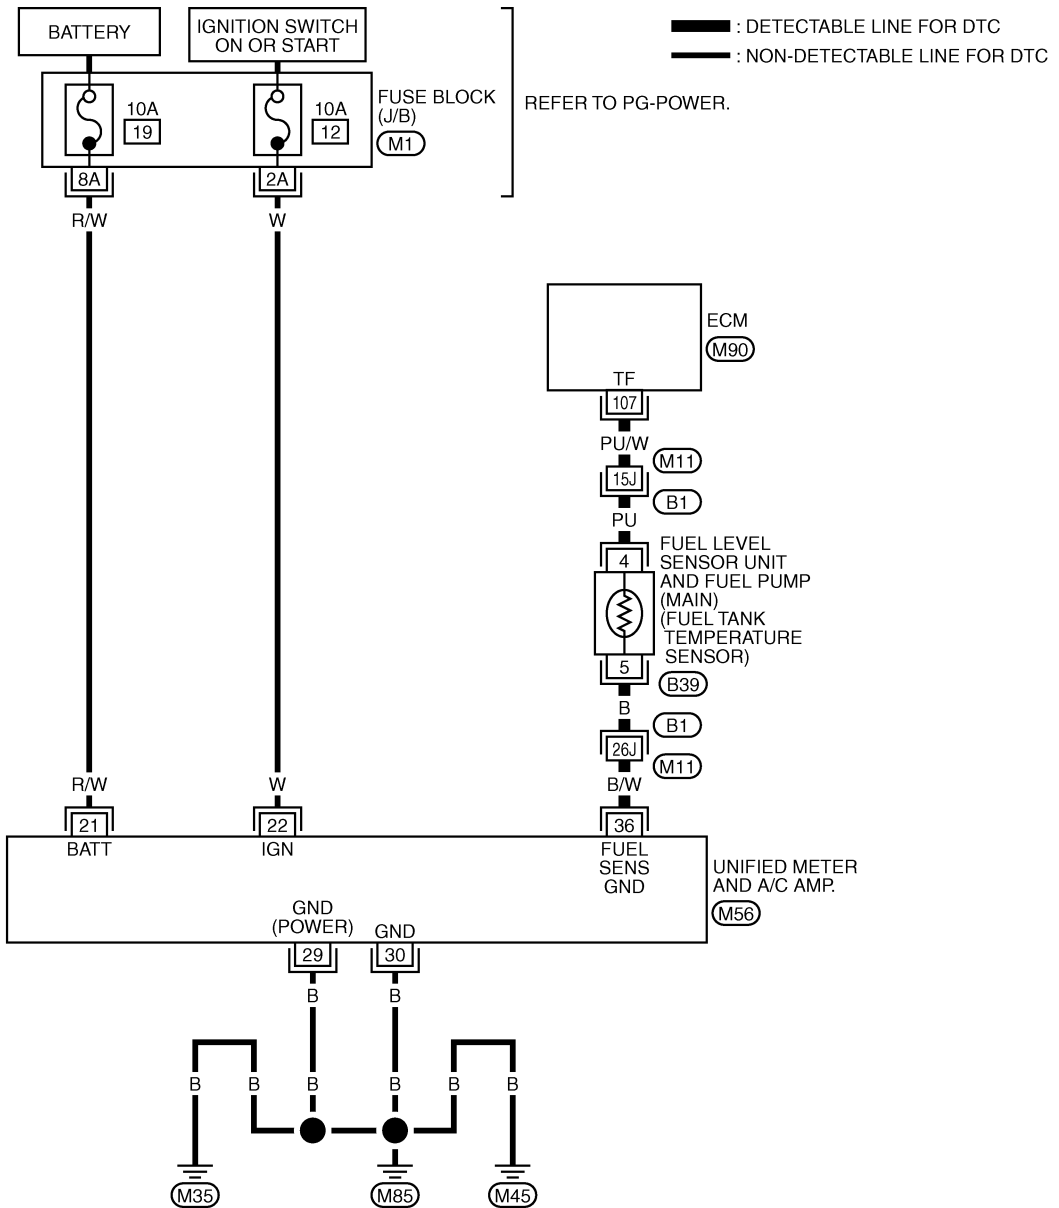 BATTERY
IGNITION SWITCH
ON OR START
: DETECTABLE LINE FOR DTC
: NON-DETECTABLE LINE FOR DTC
10A
19
10A
12
FUSE BLOCK
(J/B)
M1
REFER TO PG-POWER.
8A
2A
R/W
W
ECM
M90
TF
107
PU/W
M11
15J
B1
PU
4
FUEL LEVEL
SENSOR UNIT
AND FUEL PUMP
(MAIN)
(FUEL TANK
TEMPERATURE
SENSOR)
5
B39
B
B1
26J
M11
R/W
W
B/W
21
22
36
BATT
IGN
FUEL
SENS
GND
UNIFIED METER
AND A/C AMP.
M56
GND
(POWER)
GND
29
30
B
B
B
B
B
B
B
B
M35
M85
M45